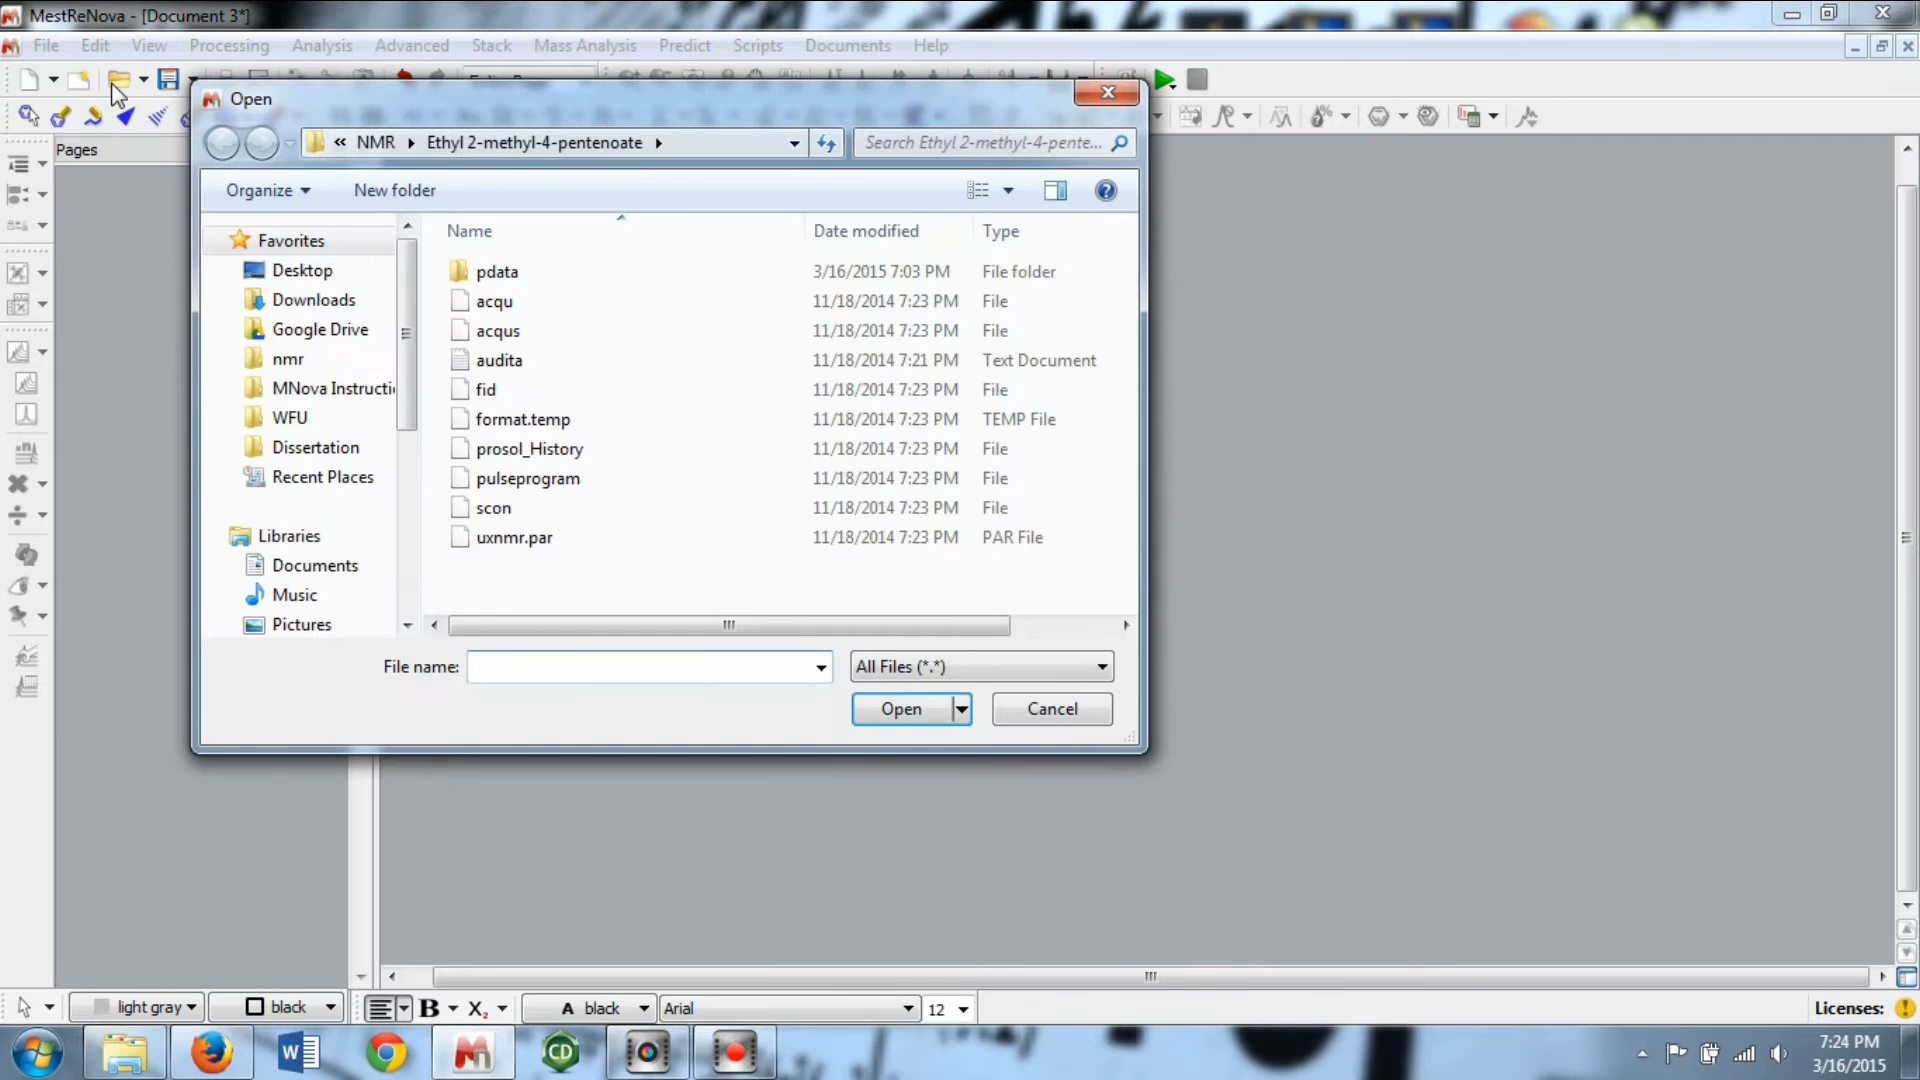 MestReNova - [Document 3*]
File Edit View Processing Analysis Advanced Stack Mass Analysis Predict Scripts Documents Help
Pages
Open
« NMR Ethyl 2-methyl-4-pentenoate
Search Ethyl 2-methyl-4-pente...
Organize New folder
Name Date modified Type
Favorites
Desktop
Downloads
Google Drive
nmr
MNova Instructi
WFU
Dissertation
Recent Places
Libraries
Documents
Music
Pictures
pdata 3/16/2015 7:03 PM File folder
acqu 11/18/2014 7:23 PM File
acqus 11/18/2014 7:23 PM File
audita 11/18/2014 7:21 PM Text Document
fid 11/18/2014 7:23 PM File
format.temp 11/18/2014 7:23 PM TEMP File
prosol_History 11/18/2014 7:23 PM File
pulseprogram 11/18/2014 7:23 PM File
scon 11/18/2014 7:23 PM File
uxnmr.par 11/18/2014 7:23 PM PAR File
File name: All Files (*.*)
Open Cancel
light gray black B X₂ A black Arial 12 Licenses:
CD
7:24 PM
3/16/2015